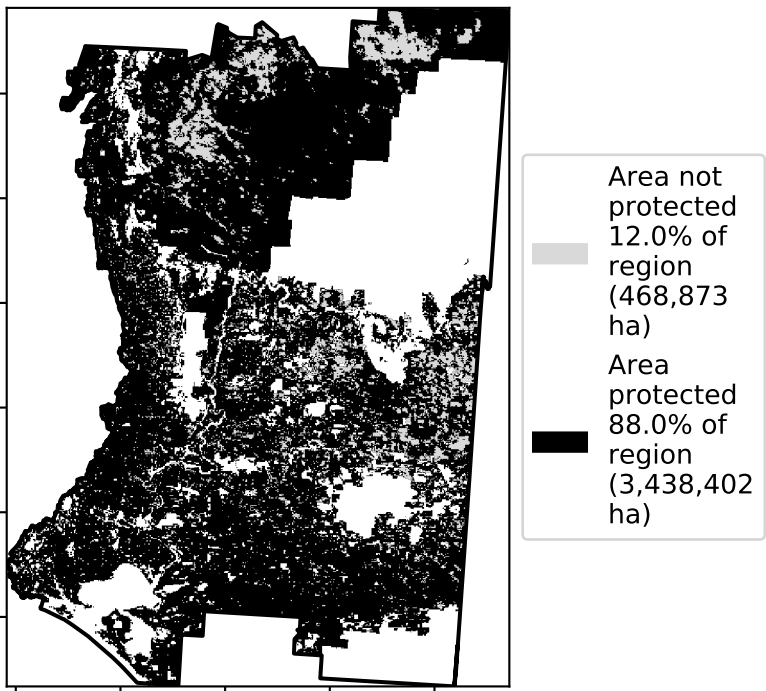 Area not
protected
12.0% of
region
(468,873
ha)
Area
protected
88.0% of
region
(3,438,402
ha)